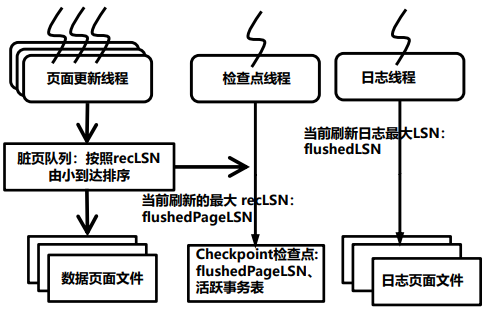 页面更新线程
检查点线程
日志线程
脏页队列：按照recLSN
由小到达排序
当前刷新日志最大LSN：
flushedLSN
当前刷新的最大 recLSN：
flushedPageLSN
数据页面文件
Checkpoint检查点:
flushedPageLSN、
活跃事务表
日志页面文件